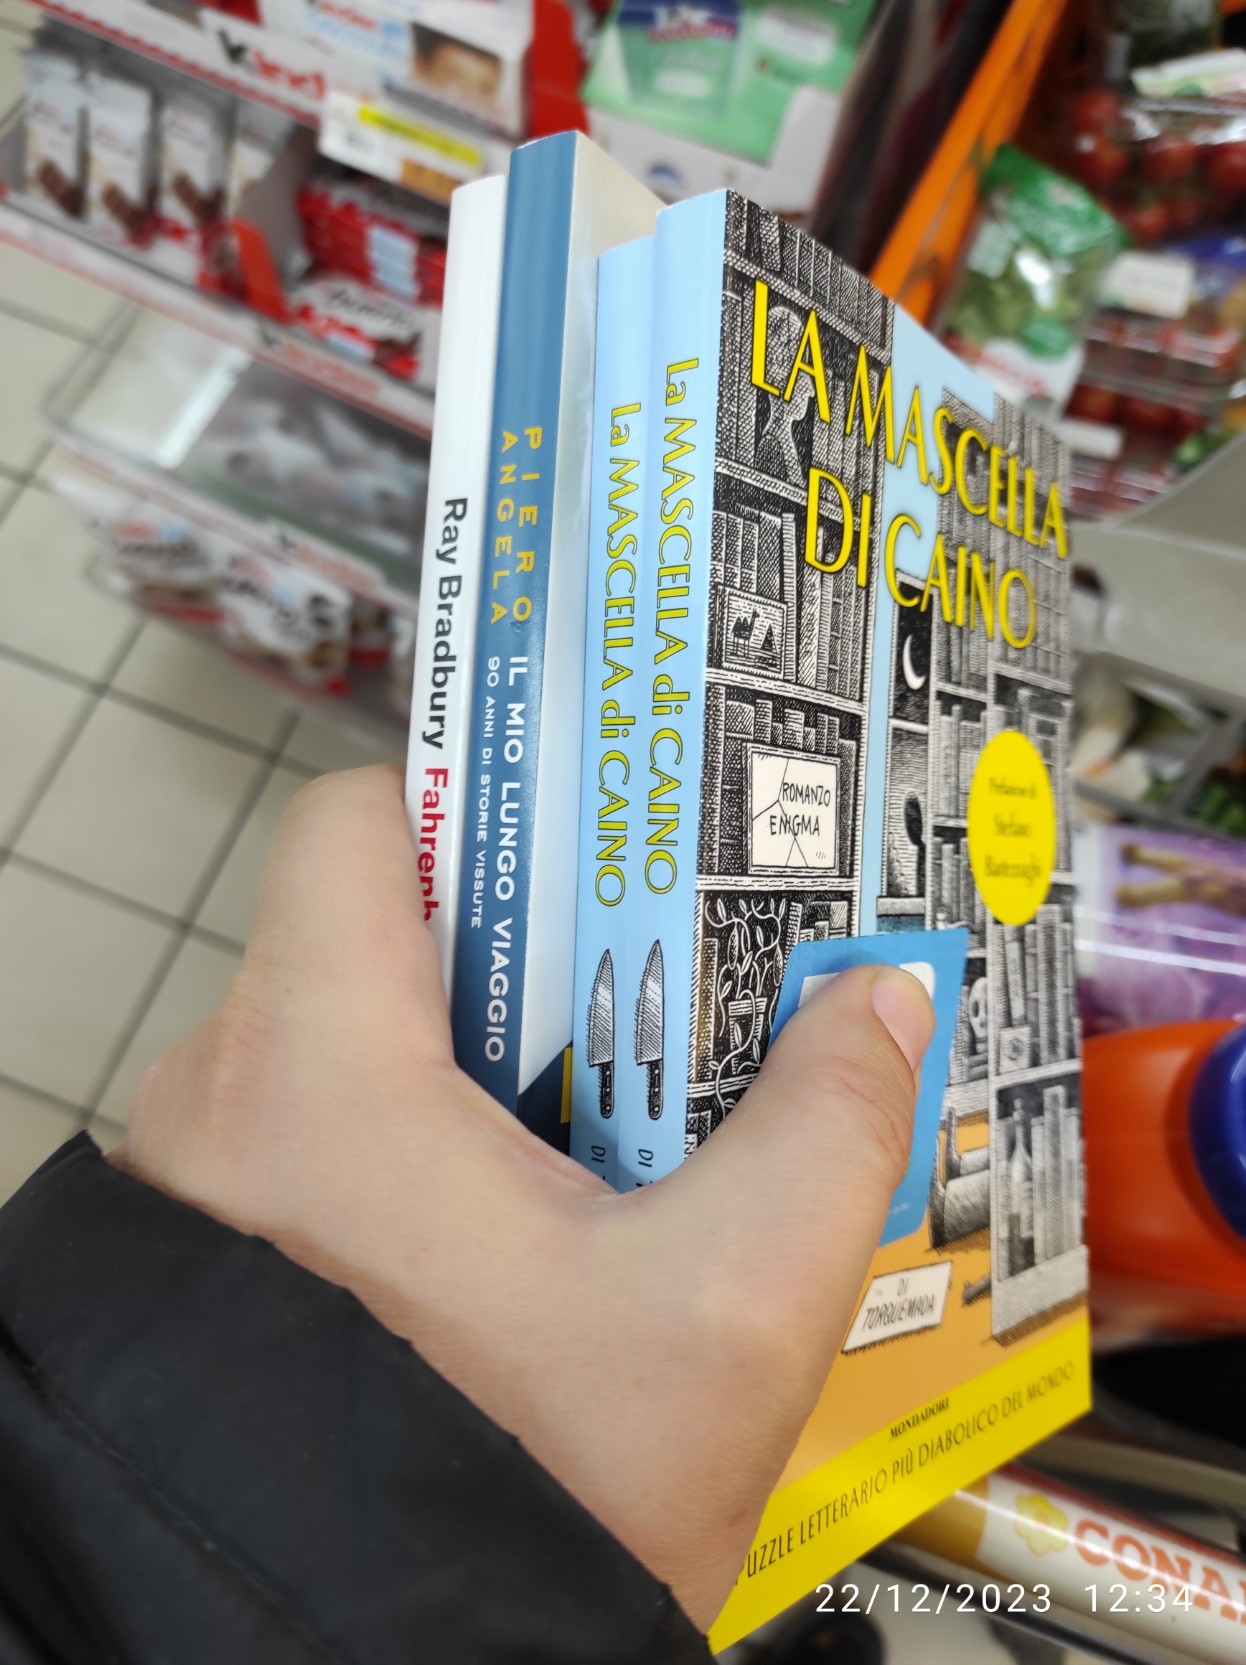 Ray Bradbury Fahrenh
PIERO
ANGELA
IL MIO LUNGO VIAGGIO
90 ANNI DI STORIE VISSUTE
La MASCELLA di CAINO
DI
La MASCELLA di CAINO
DI
LA MASCELLA
DI CAINO
ROMANZO
ENIGMA
Prefazione di
Stefano
Bartezzaghi
DI
TORQUEMADA
MONDADORI
PUZZLE LETTERARIO PIÙ DIABOLICO DEL MONDO
CONA
22/12/2023 12:34